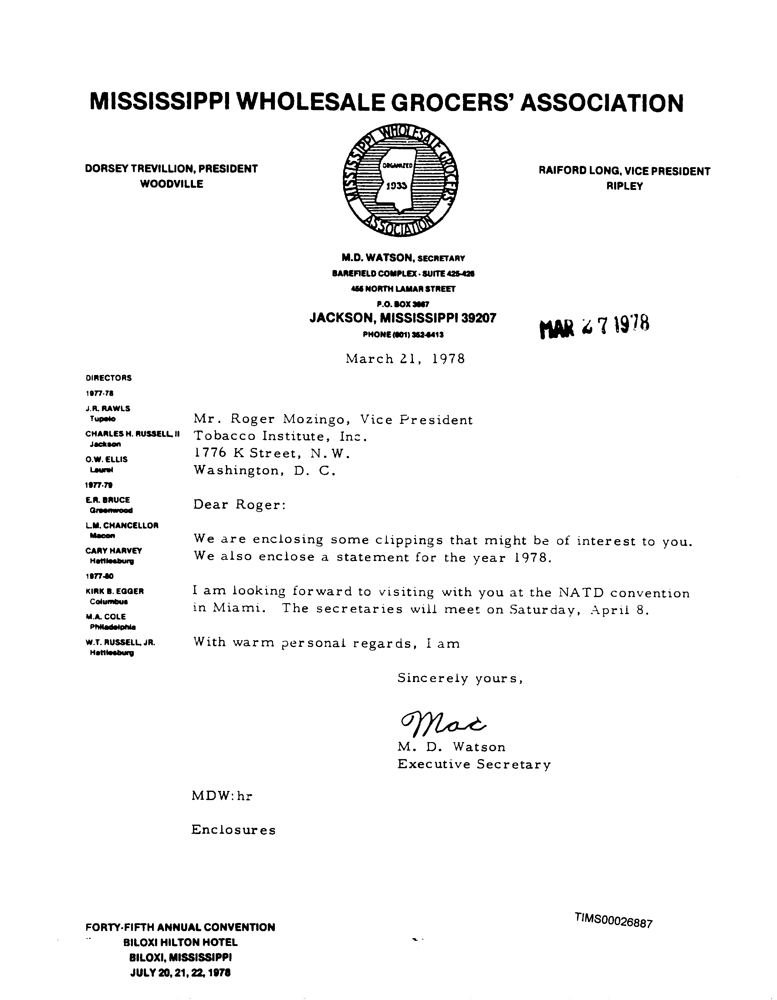 MISSISSIPPI WHOLESALE GROCERS' ASSOCIATION
DORSEY TREVILLION, PRESIDENT
WOODVILLE
MISSISSIPPI WHOLESALE GROCERS' ASSOCIATION
ORGANIZED
1933
RAIFORD LONG, VICE PRESIDENT
RIPLEY
M.D. WATSON, SECRETARY
BAREFIELD COMPLEX - SUITE 425-426
455 NORTH LAMAR STREET
P.O. BOX
JACKSON, MISSISSIPPI 39207
PHONE (601)
MAR 27 1978
March 21, 1978
DIRECTORS
1977-78
J.R. RAWLS
Tupelo
CHARLES H. RUSSELL, II
Jackson
O.W. ELLIS
Laurel
1977-79
E.R. BRUCE
Greenwood
L.M. CHANCELLOR
Macon
CARY HARVEY
Hattiesburg
1977-80
KIRK B. EGGER
Columbus
M.A. COLE
Philadelphia
W.T. RUSSELL, JR.
Hattiesburg
Mr. Roger Mozingo, Vice President
Tobacco Institute, Inc.
1776 K Street, N. W.
Washington, D. C.
Dear Roger:
We are enclosing some clippings that might be of interest to you.
We also enclose a statement for the year 1978.
I am looking forward to visiting with you at the NATD convention
in Miami. The secretaries will meet on Saturday, April 8.
With warm personal regards, I am
Sincerely yours,
Mac
M. D. Watson
Executive Secretary
MDW:hr
Enclosures
FORTY-FIFTH ANNUAL CONVENTION
BILOXI HILTON HOTEL
BILOXI, MISSISSIPPI
JULY 20, 21, 22, 1978
TIMS00026887